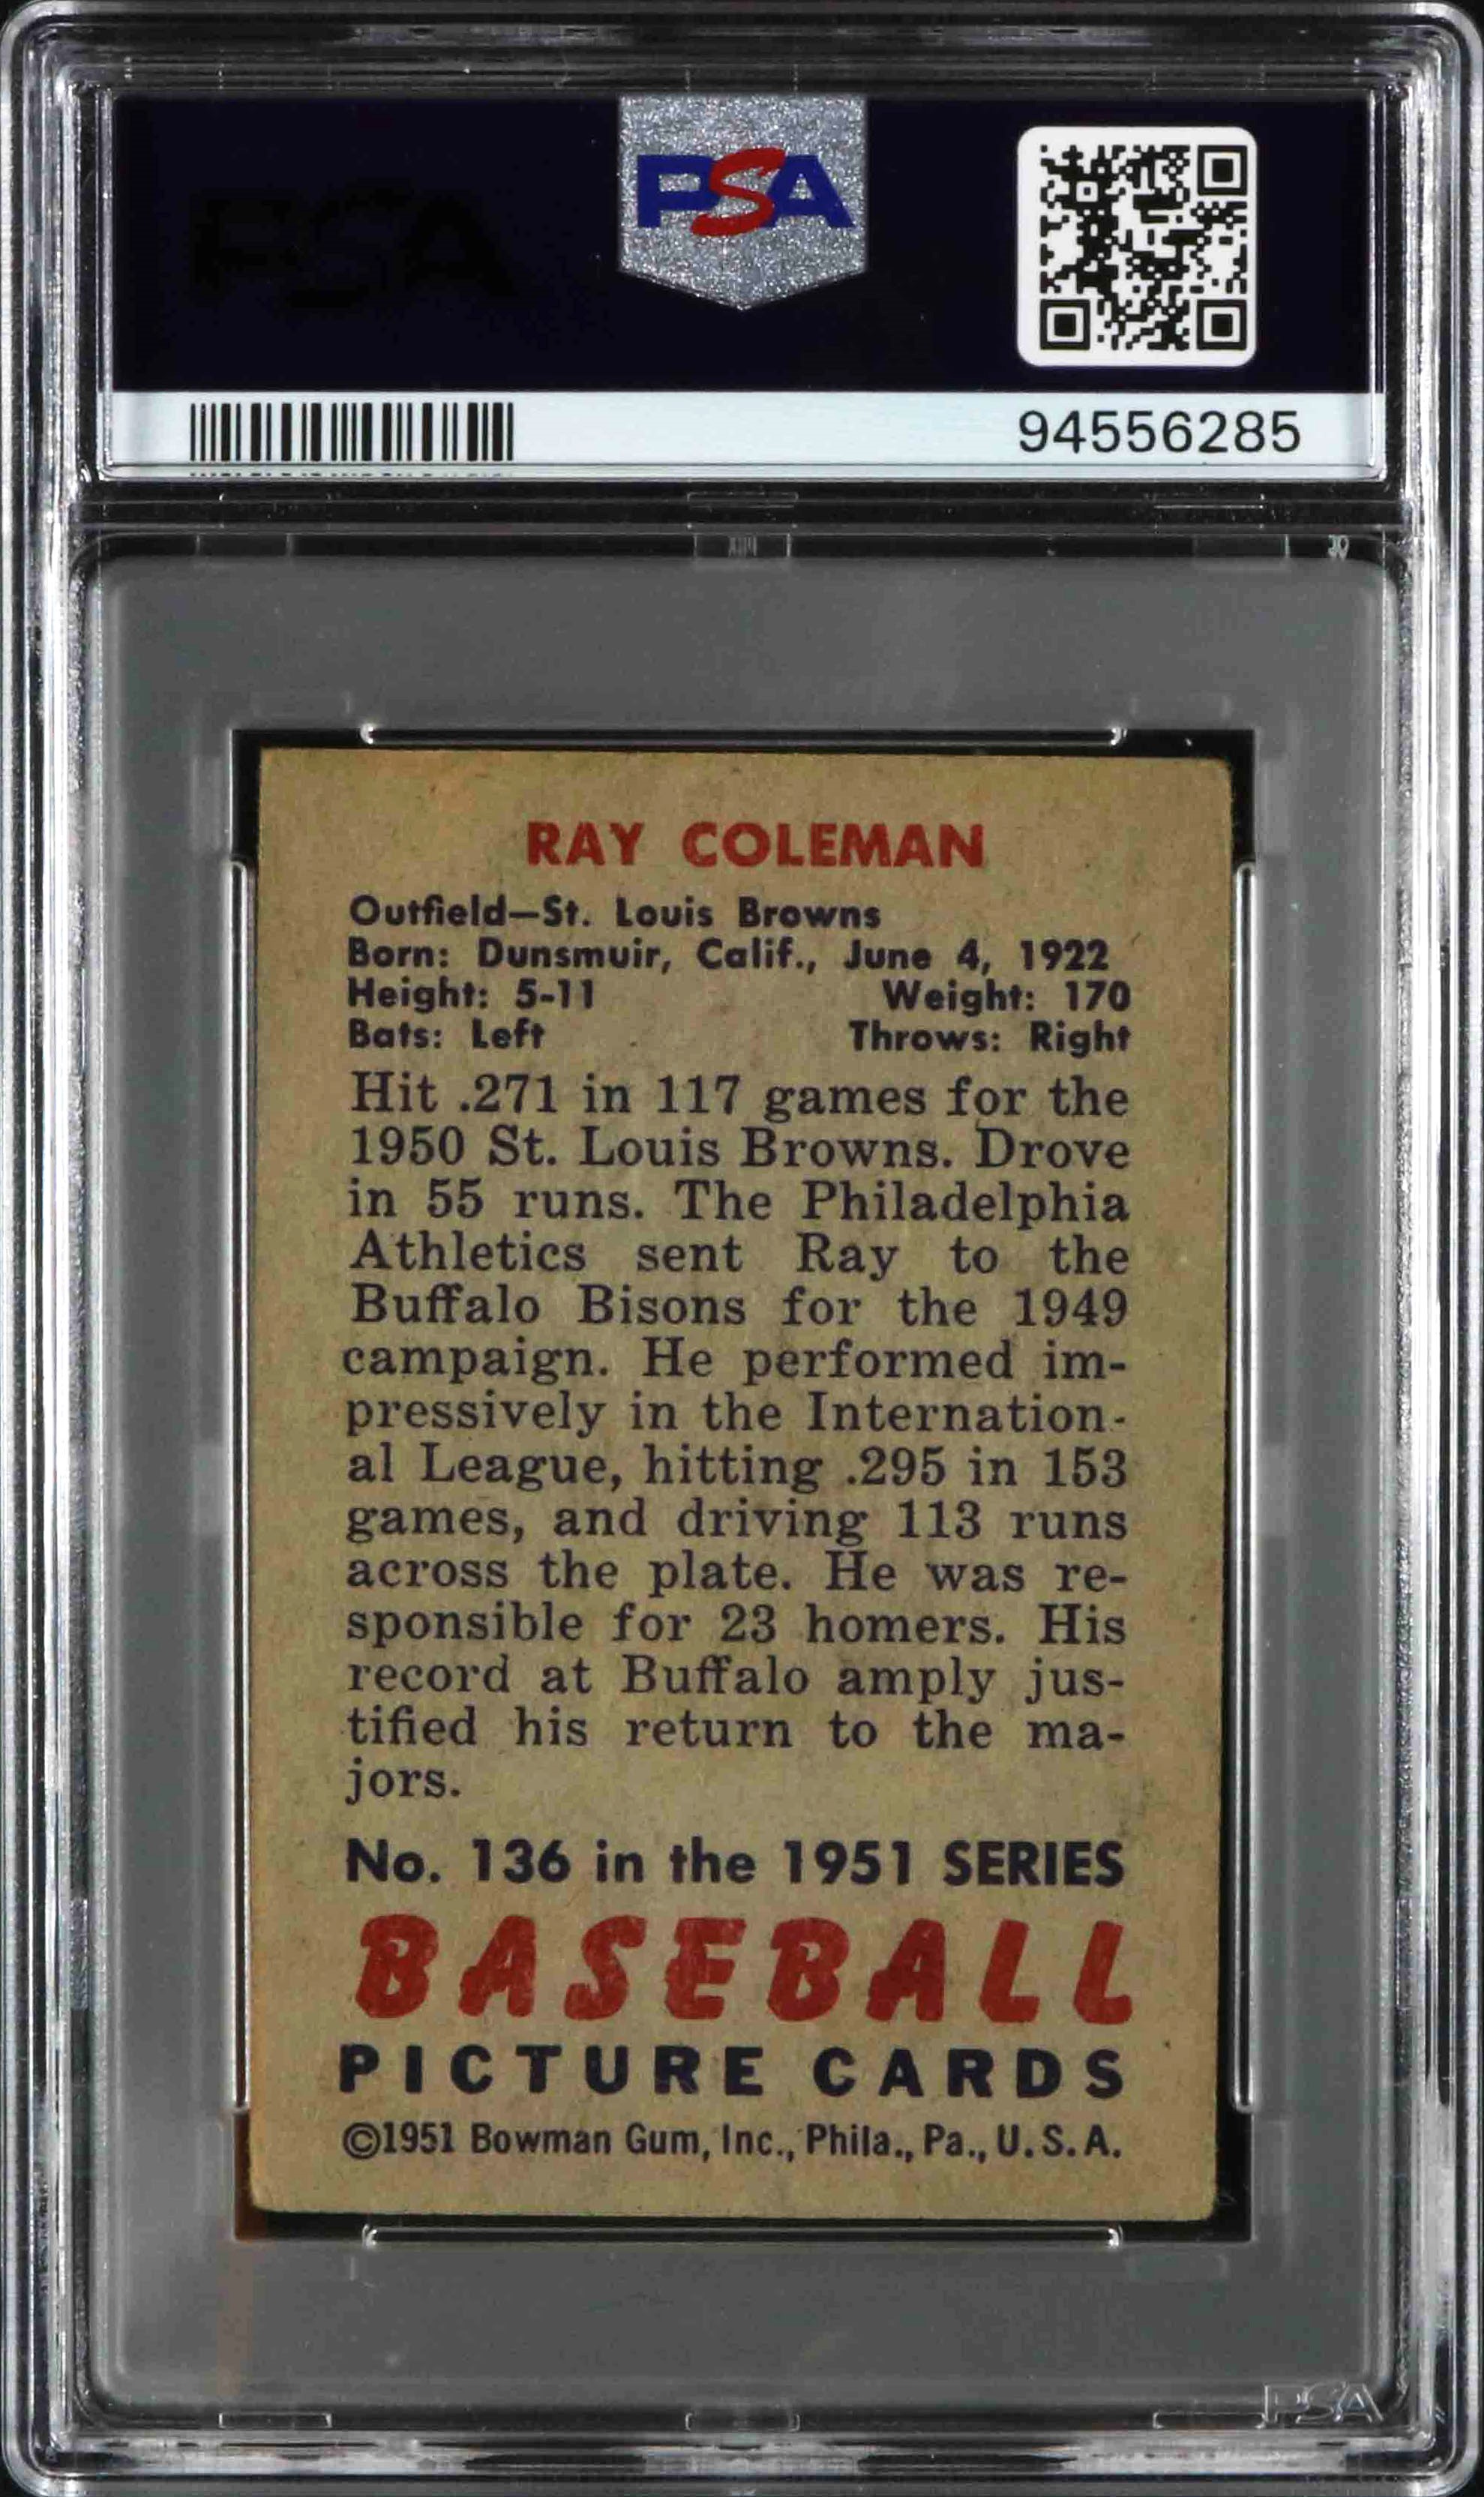 PSA
94556285
RAY COLEMAN
Outfield—St. Louis Browns
Born: Dunsmuir, Calif., June 4, 1922
Height: 5-11 Weight: 170
Bats: Left Throws: Right
Hit .271 in 117 games for the
1950 St. Louis Browns. Drove
in 55 runs. The Philadelphia
Athletics sent Ray to the
Buffalo Bisons for the 1949
campaign. He performed im-
pressively in the Internation-
al League, hitting .295 in 153
games, and driving 113 runs
across the plate. He was re-
sponsible for 23 homers. His
record at Buffalo amply jus-
tified his return to the ma-
jors.
No. 136 in the 1951 SERIES
BASEBALL
PICTURE CARDS
©1951 Bowman Gum, Inc., Phila., Pa., U.S.A.
PSA